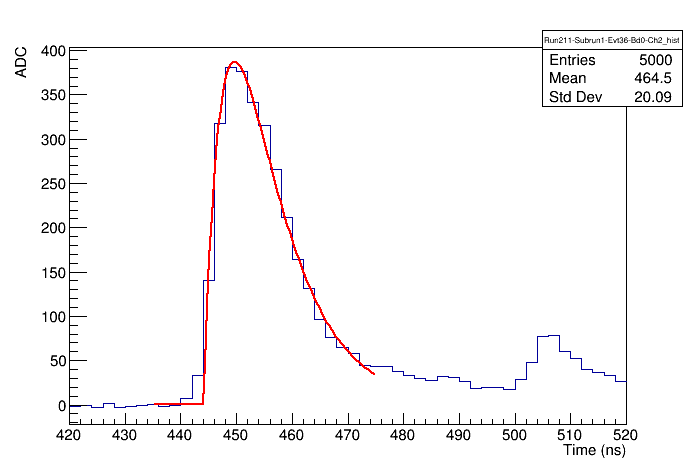 Run211-Subrun1-Evt36-Bd0-Ch2_hist
Entries 5000
Mean 464.5
Std Dev 20.09
ADC
400
350
300
250
200
150
100
50
0
420 430 440 450 460 470 480 490 500 510 520
Time (ns)